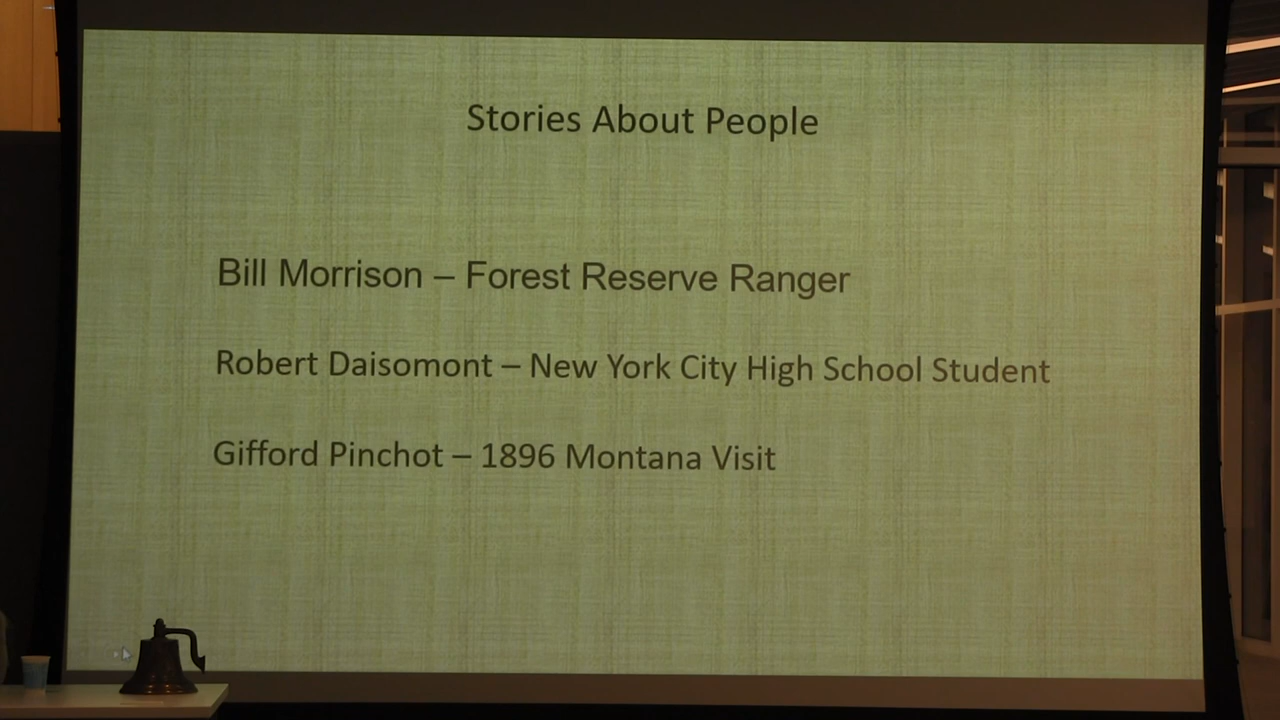 Stories About People
Bill Morrison – Forest Reserve Ranger
Robert Daisomont – New York City High School Student
Gifford Pinchot – 1896 Montana Visit